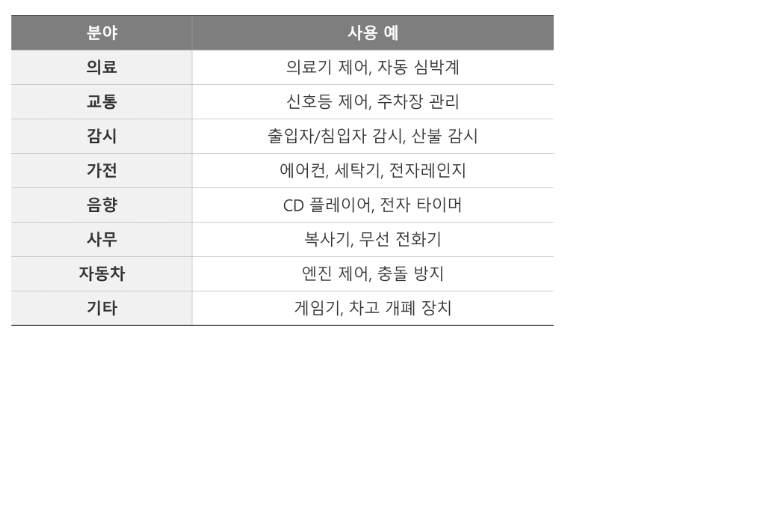 분야 사용 예
의료 의료기 제어, 자동 심박계
교통 신호등 제어, 주차장 관리
감시 출입자/침입자 감시, 산불 감시
가전 에어컨, 세탁기, 전자레인지
음향 CD 플레이어, 전자 타이머
사무 복사기, 무선 전화기
자동차 엔진 제어, 충돌 방지
기타 게임기, 차고 개폐 장치